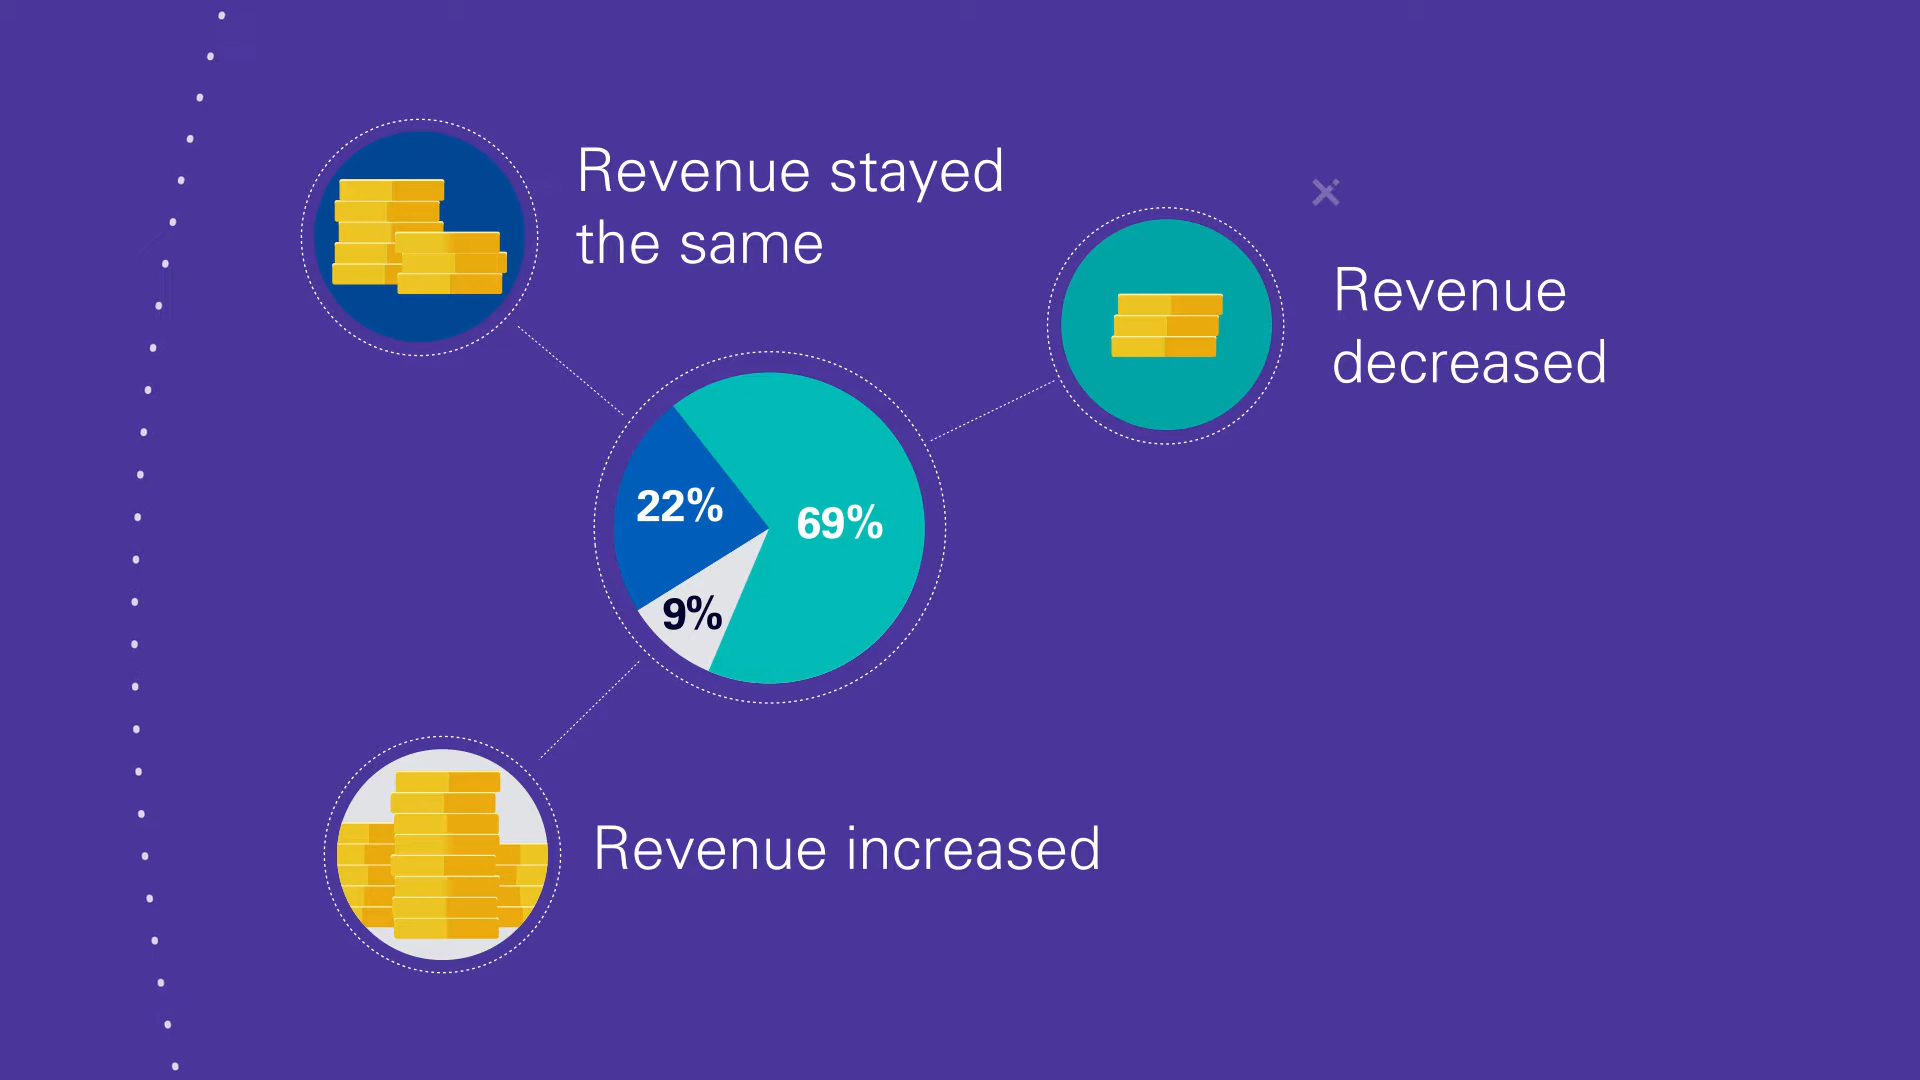 Revenue stayed
the same
Revenue
decreased
22%
69%
9%
Revenue increased